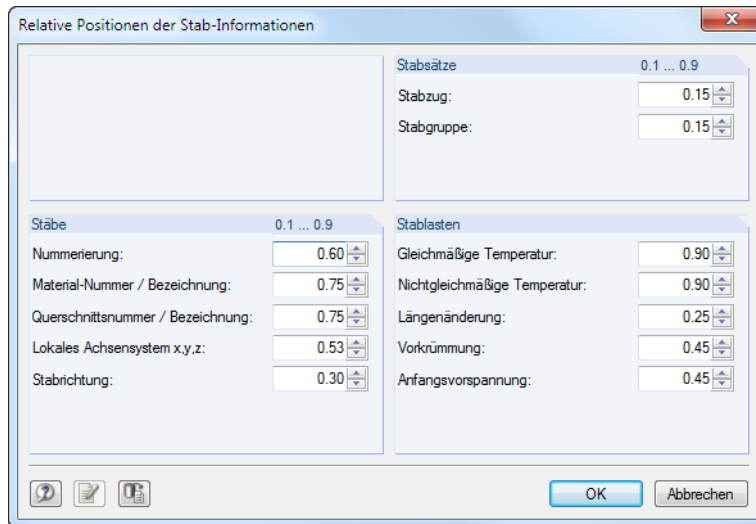 Relative Positionen der Stab-Informationen
Stabsätze 0.1 ... 0.9
Stabzug: 0.15
Stabgruppe: 0.15
Stäbe 0.1 ... 0.9
Nummerierung: 0.60
Material-Nummer / Bezeichnung: 0.75
Querschnittsnummer / Bezeichnung: 0.75
Lokales Achsensystem x,y,z: 0.53
Stabrichtung: 0.30
Stablasten
Gleichmäßige Temperatur: 0.90
Nichtgleichmäßige Temperatur: 0.90
Längenänderung: 0.25
Vorkrümmung: 0.45
Anfangsvorspannung: 0.45
OK
Abbrechen